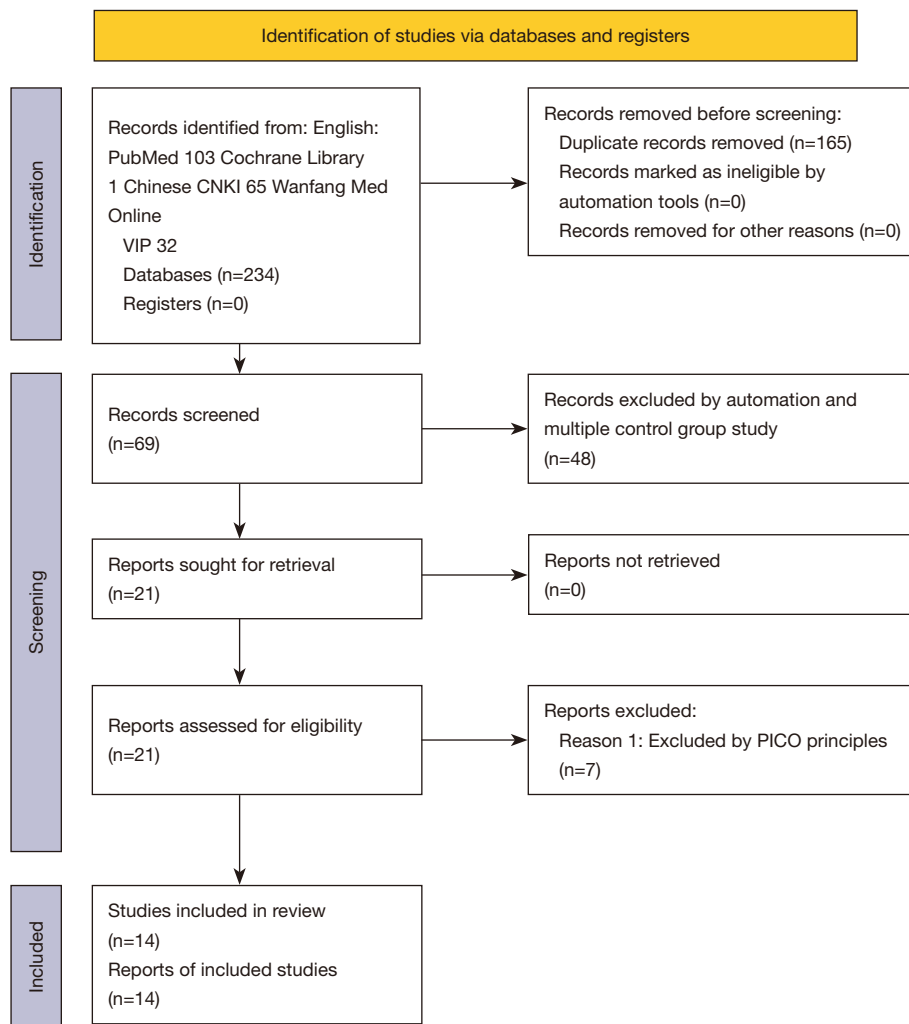 Identification of studies via databases and registers
Identification
Records identified from: English:
PubMed 103 Cochrane Library
1 Chinese CNKI 65 Wanfang Med
Online
VIP 32
Databases (n=234)
Registers (n=0)
Records removed before screening:
Duplicate records removed (n=165)
Records marked as ineligible by
automation tools (n=0)
Records removed for other reasons (n=0)
Screening
Records screened
(n=69)
Records excluded by automation and
multiple control group study
(n=48)
Reports sought for retrieval
(n=21)
Reports not retrieved
(n=0)
Reports assessed for eligibility
(n=21)
Reports excluded:
Reason 1: Excluded by PICO principles
(n=7)
Included
Studies included in review
(n=14)
Reports of included studies
(n=14)